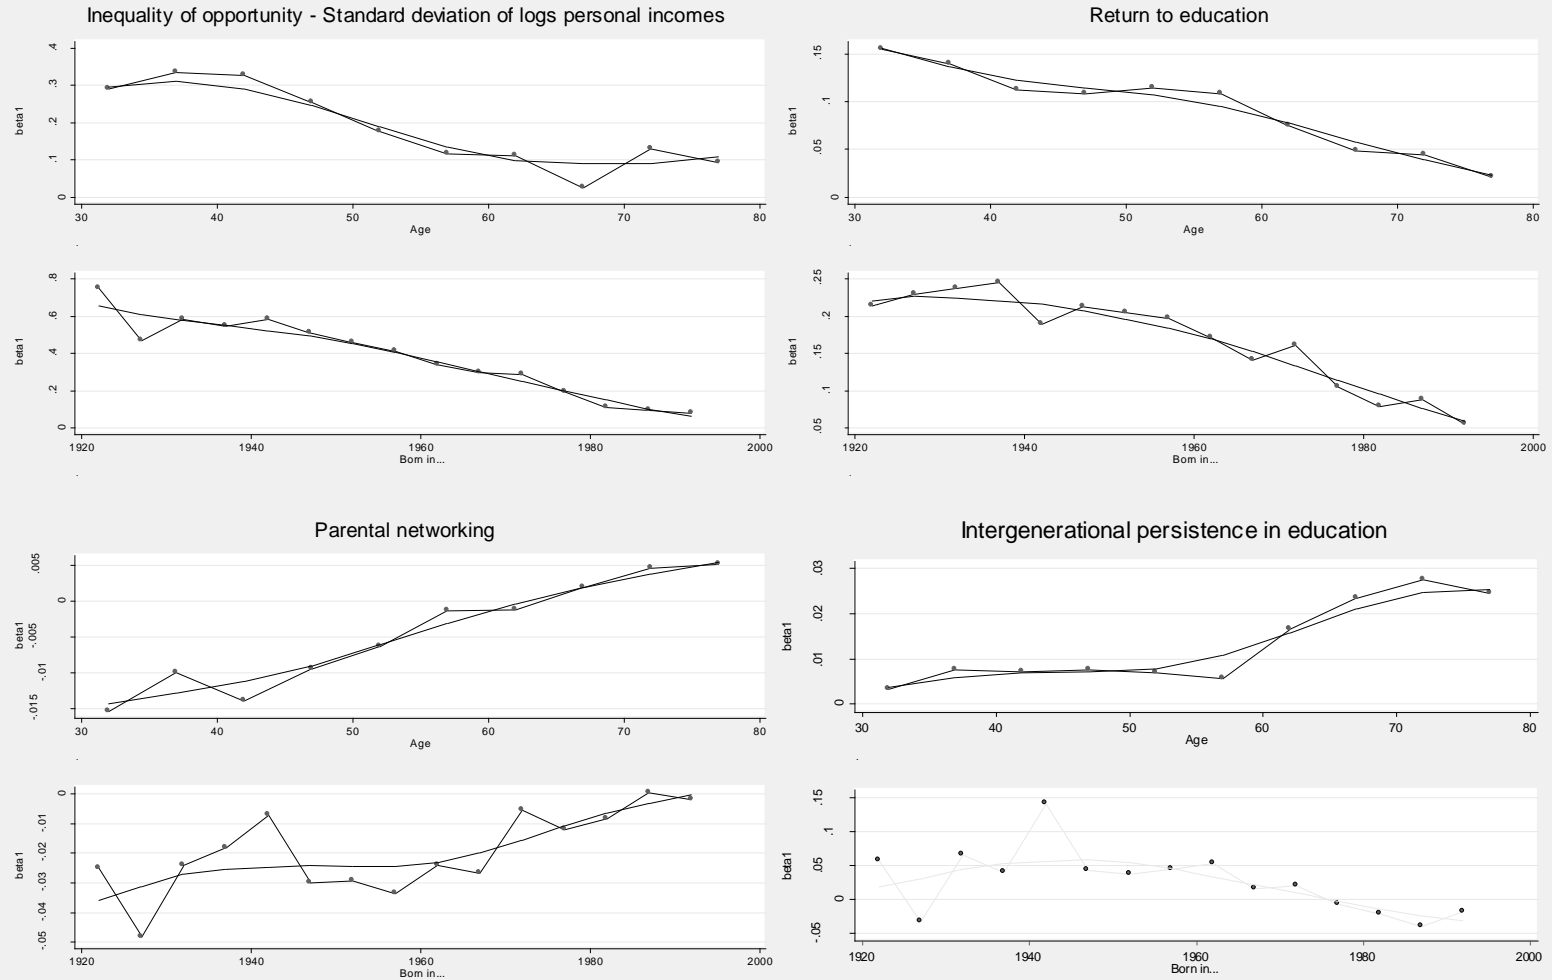 Inequality of opportunity - Standard deviation of logs personal incomes
beta1
.4
.3
.2
.1
0
30 40 50 60 70 80
Age
beta1
.8
.6
.4
.2
0
1920 1940 1960 1980 2000
Born in...
Return to education
beta1
.15
.1
.05
0
30 40 50 60 70 80
Age
beta1
.25
.2
.15
.1
.05
1920 1940 1960 1980 2000
Born in...
Parental networking
beta1
.005
0
-.005
-.01
-.015
30 40 50 60 70 80
Age
beta1
0
-.01
-.02
-.03
-.04
-.05
1920 1940 1960 1980 2000
Born in...
Intergenerational persistence in education
beta1
.03
.02
.01
0
30 40 50 60 70 80
Age
beta1
.15
.1
.05
0
-.05
1920 1940 1960 1980 2000
Born in...